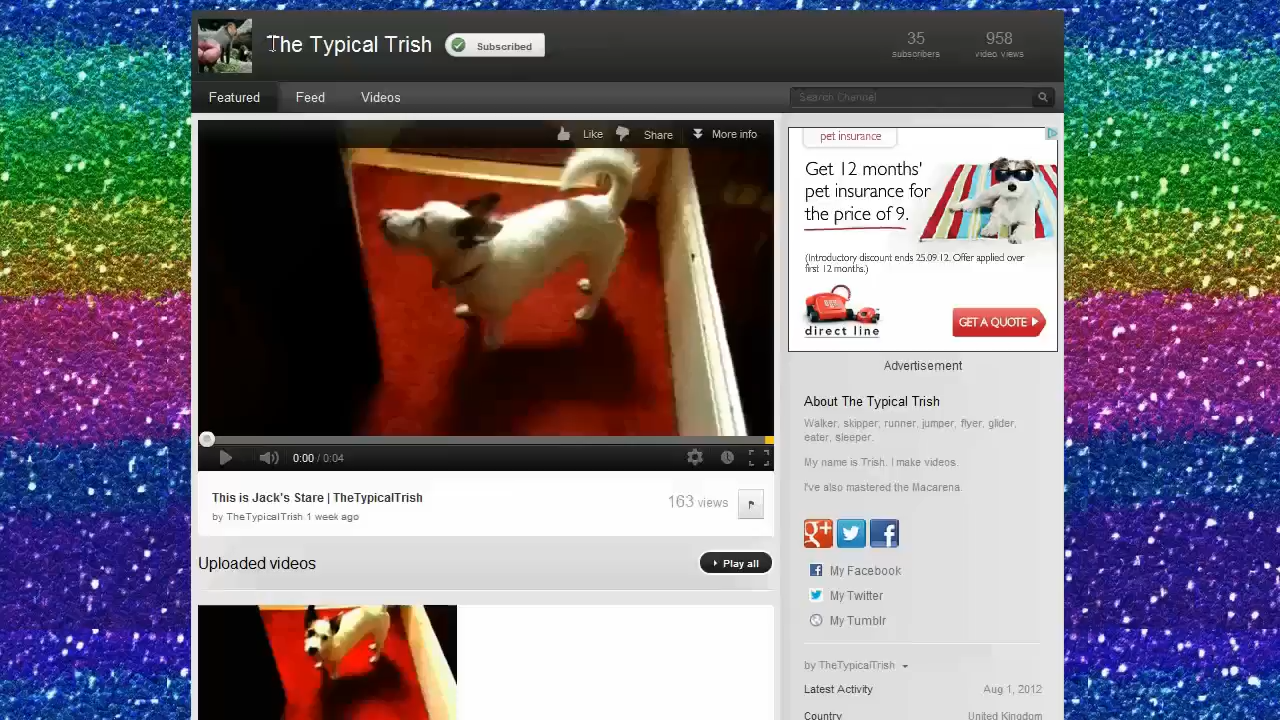 The Typical Trish
Subscribed
35
subscribers
958
video views
Featured
Feed
Videos
Search Channel
Like
Share
More info
0:00 / 0:04
This is Jack's Stare | TheTypicalTrish
by TheTypicalTrish 1 week ago
163 views
Uploaded videos
Play all
pet insurance
Get 12 months'
pet insurance for
the price of 9.
(Introductory discount ends 25.09.12. Offer applied over
first 12 months.)
direct line
GET A QUOTE
Advertisement
About The Typical Trish
Walker, skipper, runner, jumper, flyer, glider,
eater, sleeper.
My name is Trish. I make videos.
I've also mastered the Macarena.
My Facebook
My Twitter
My Tumblr
by TheTypicalTrish
Latest Activity
Aug 1, 2012
Country
United Kingdom